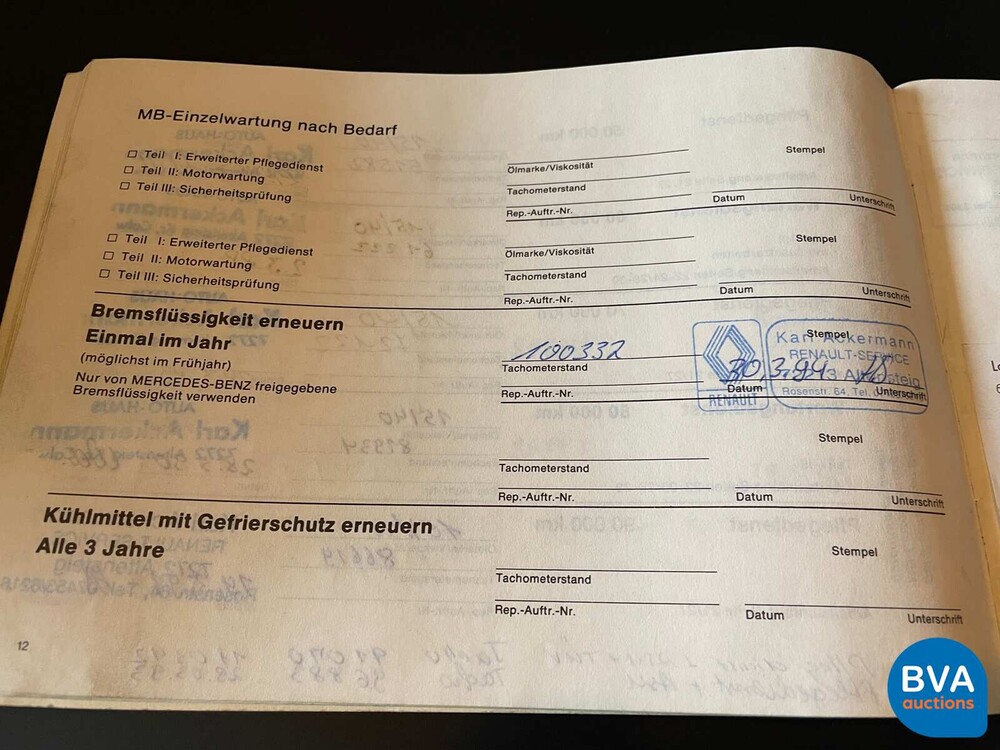 MB-Einzelwartung nach Bedarf
☐ Teil I: Erweiterter Pflegedienst
☐ Teil II: Motorwartung
☐ Teil III: Sicherheitsprüfung
Ölmarke/Viskosität
Stempel
Tachometerstand
Rep.-Auftr.-Nr.
Datum
Unterschrift
☐ Teil I: Erweiterter Pflegedienst
☐ Teil II: Motorwartung
☐ Teil III: Sicherheitsprüfung
Ölmarke/Viskosität
Stempel
Tachometerstand
Rep.-Auftr.-Nr.
Datum
Unterschrift
Bremsflüssigkeit erneuern
Einmal im Jahr
(möglichst im Frühjahr)
Nur von MERCEDES-BENZ freigegebene
Bremsflüssigkeit verwenden
100332
Tachometerstand
Rep.-Auftr.-Nr.
RENAULT
Stempel
Karl Ackermann
RENAULT-SERVICE
Altensteig
Rosenstr. 64, Tel.
30.3.94
Datum
Unterschrift
Stempel
Tachometerstand
Rep.-Auftr.-Nr.
Datum
Unterschrift
Kühlmittel mit Gefrierschutz erneuern
Alle 3 Jahre
Stempel
Tachometerstand
Rep.-Auftr.-Nr.
Datum
Unterschrift
12
BVA
auctions